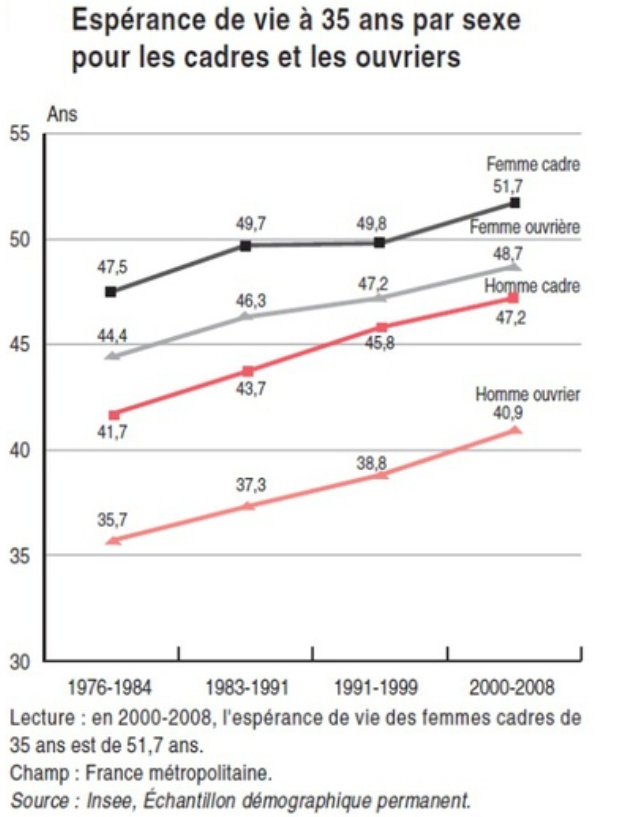 Espérance de vie à 35 ans par sexe
pour les cadres et les ouvriers
Ans
55
Femme cadre
51,7
49,7
49,8
Femme ouvrière
50
48,7
47,5
47,2
Homme cadre
46,3
47,2
44,4
45,8
45
43,7
41,7
Homme ouvrier
40,9
40
38,8
37,3
35,7
35
30
1976-1984
1983-1991
1991-1999
2000-2008
Lecture : en 2000-2008, l'espérance de vie des femmes cadres de
35 ans est de 51,7 ans.
Champ : France métropolitaine.
Source : Insee, Échantillon démographique permanent.